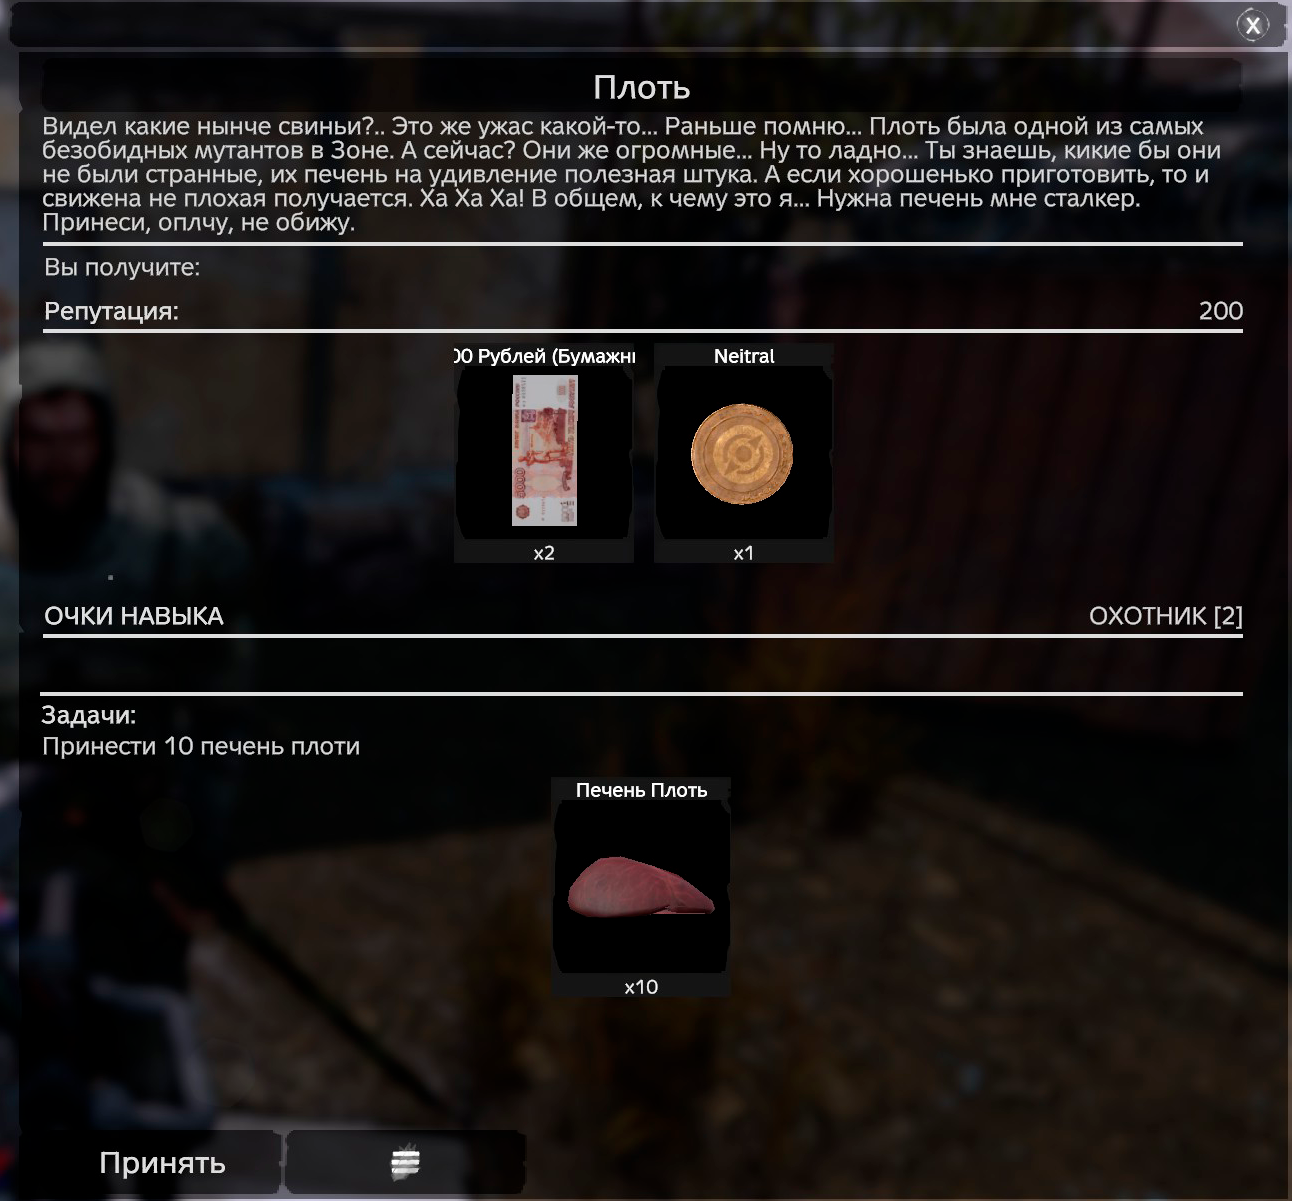 X
Плоть
Видел какие нынче свиньи?.. Это же ужас какой-то... Раньше помню... Плоть была одной из самых
безобидных мутантов в Зоне. А сейчас? Они же огромные... Ну то ладно... Ты знаешь, кикие бы они
не были странные, их печень на удивление полезная штука. А если хорошенько приготовить, то и
свижена не плохая получается. Ха Ха Ха! В общем, к чему это я... Нужна печень мне сталкер.
Принеси, оплчу, не обижу.
Вы получите:
Репутация: 200
00 Рублей (Бумажн
Neitral
5000
x2
x1
ОЧКИ НАВЫКА ОХОТНИК [2]
Задачи:
Принести 10 печень плоти
Печень Плоть
x10
Принять